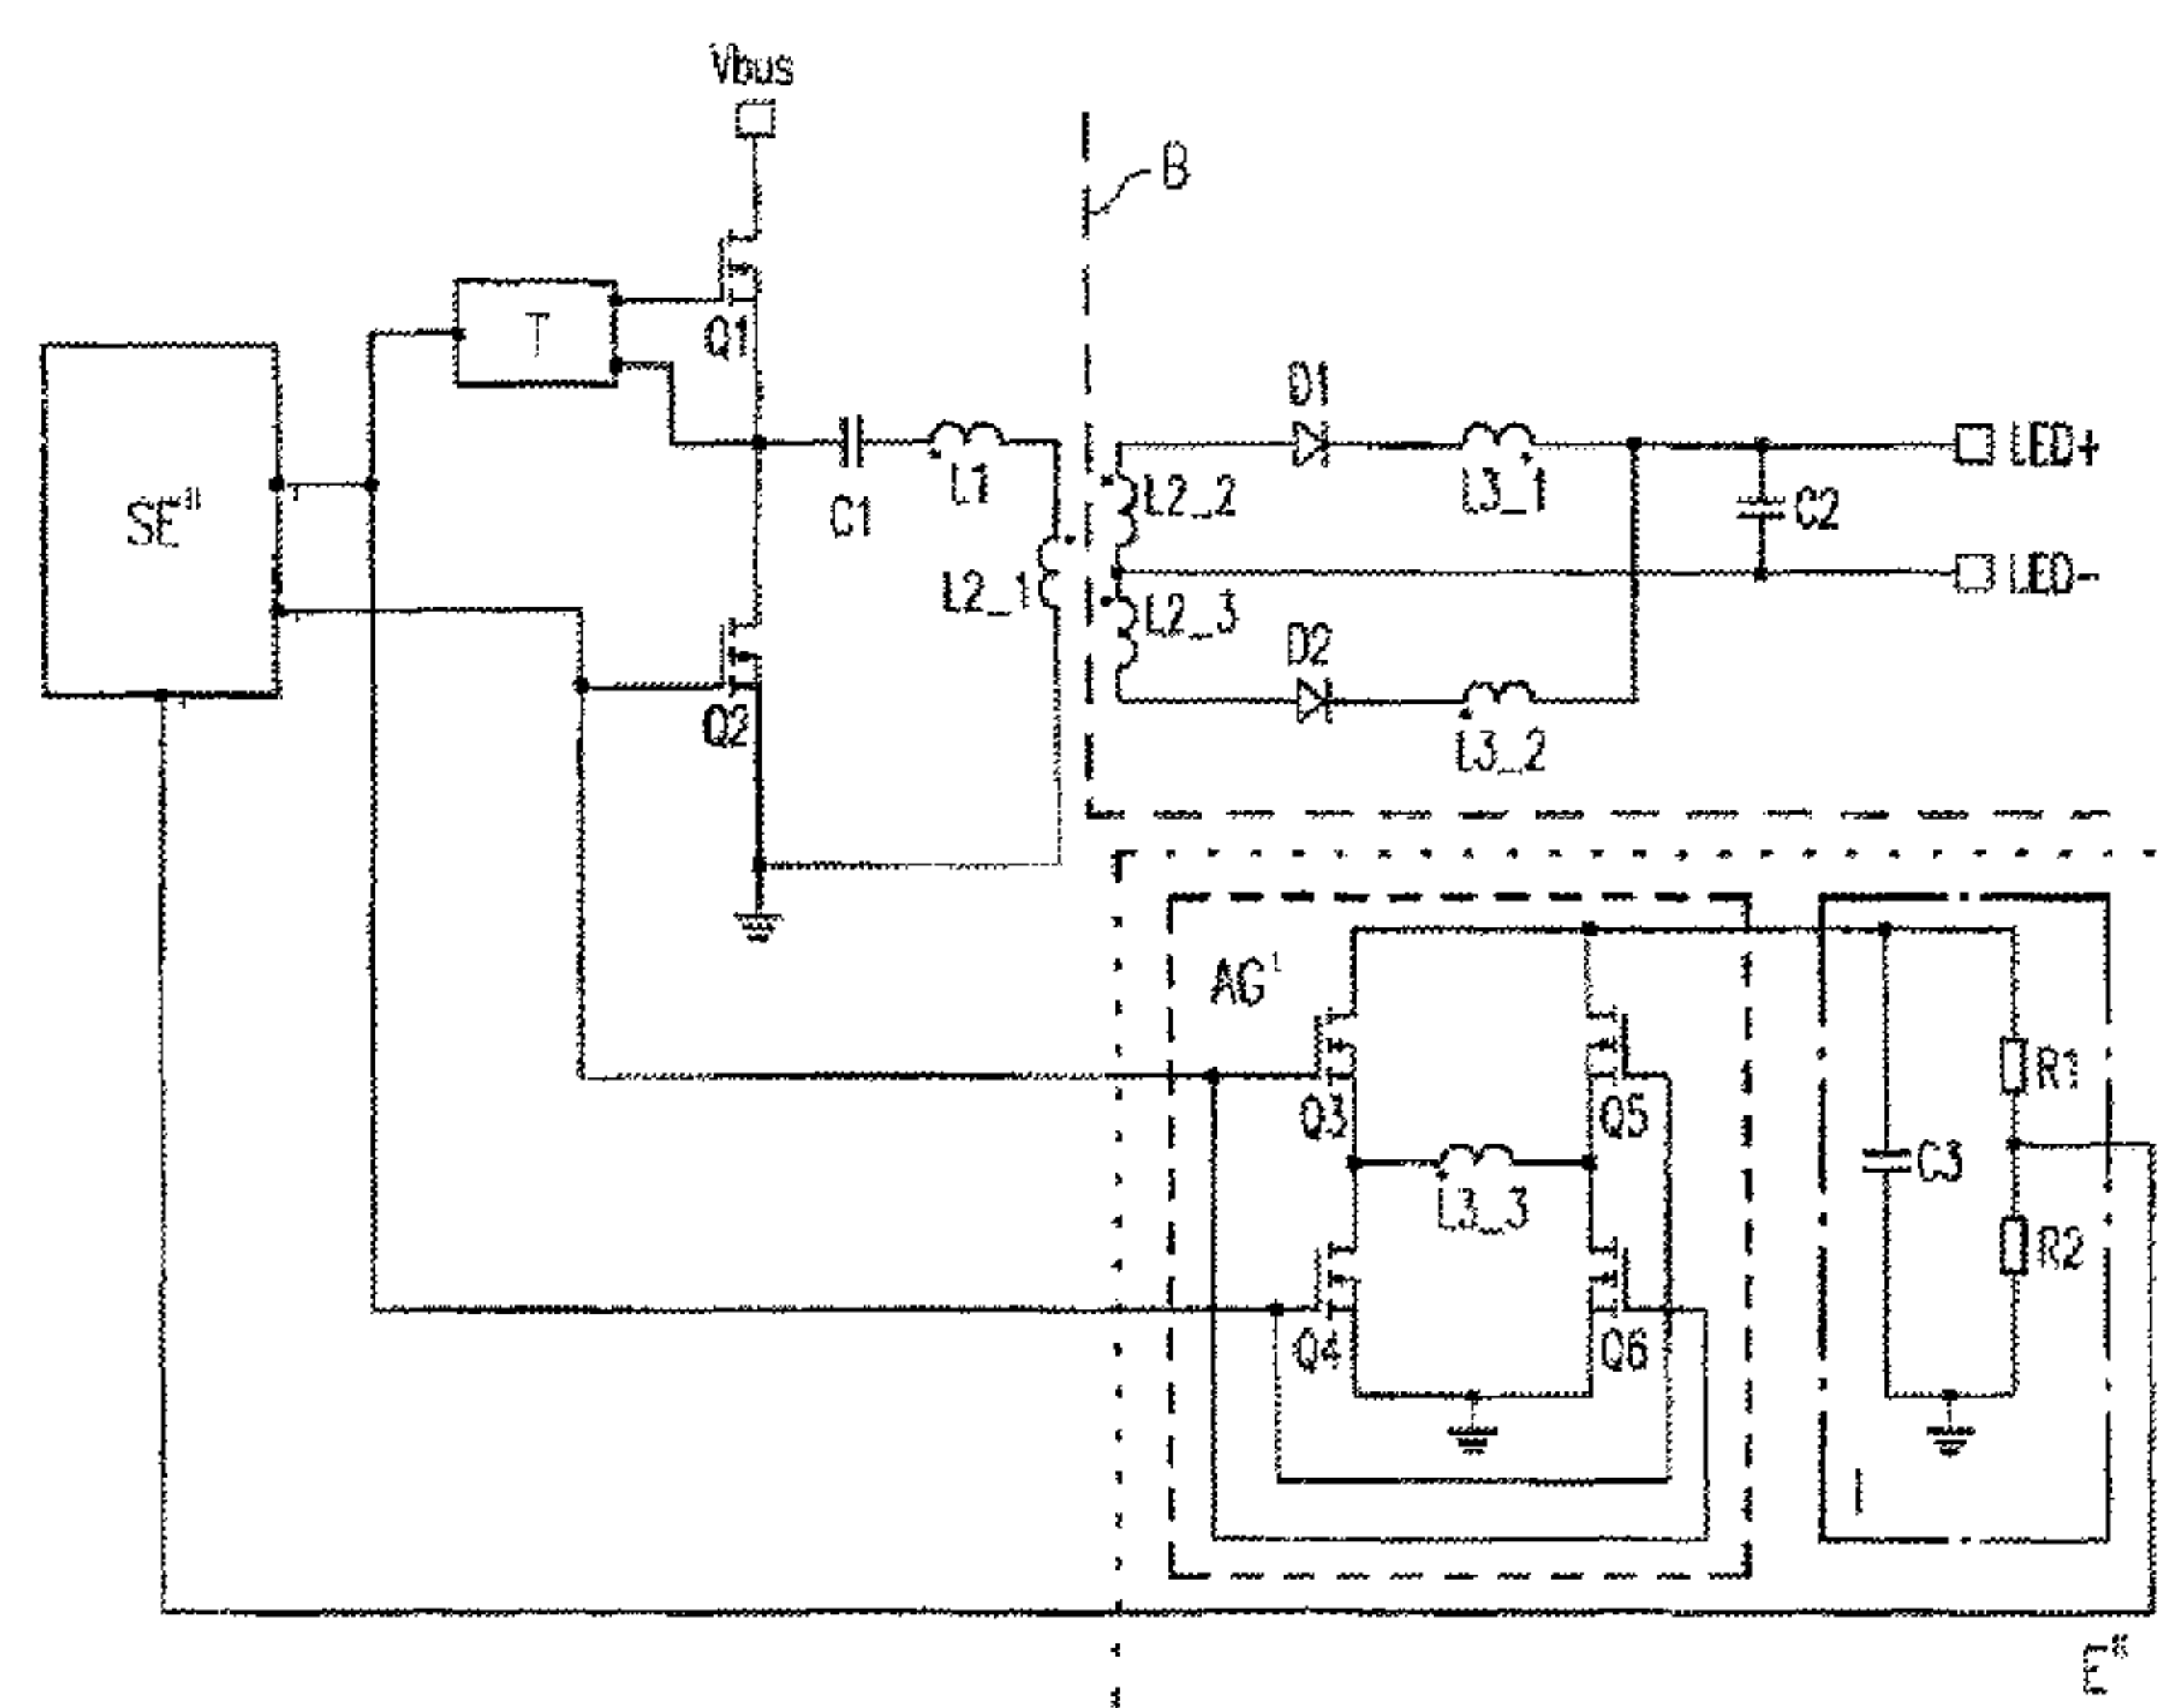 Vbus
B
T
Q1
D1
LED+
SE"
C1
L1
L2_2
L3_1
C2
L2_1
LED-
L2_3
D2
Q2
L3_2
AG'
R1
Q3
Q5
C3
L3_3
R2
Q4
Q6
I
E"